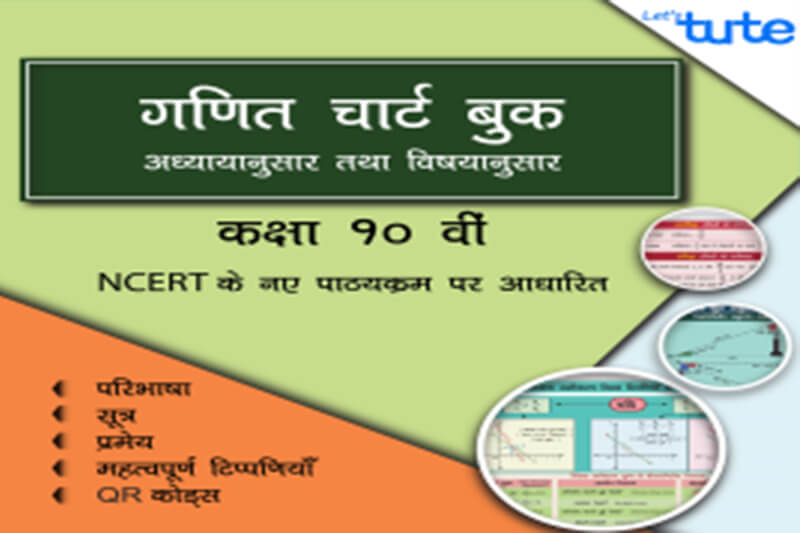 Let's
tute
गणित चार्ट बुक
अध्यायानुसार तथा विषयानुसार
कक्षा १० वीं
NCERT के नए पाठ्यक्रम पर आधारित
परिभाषा
सूत्र
प्रमेय
महत्वपूर्ण टिप्पणियाँ
QR कोड्स